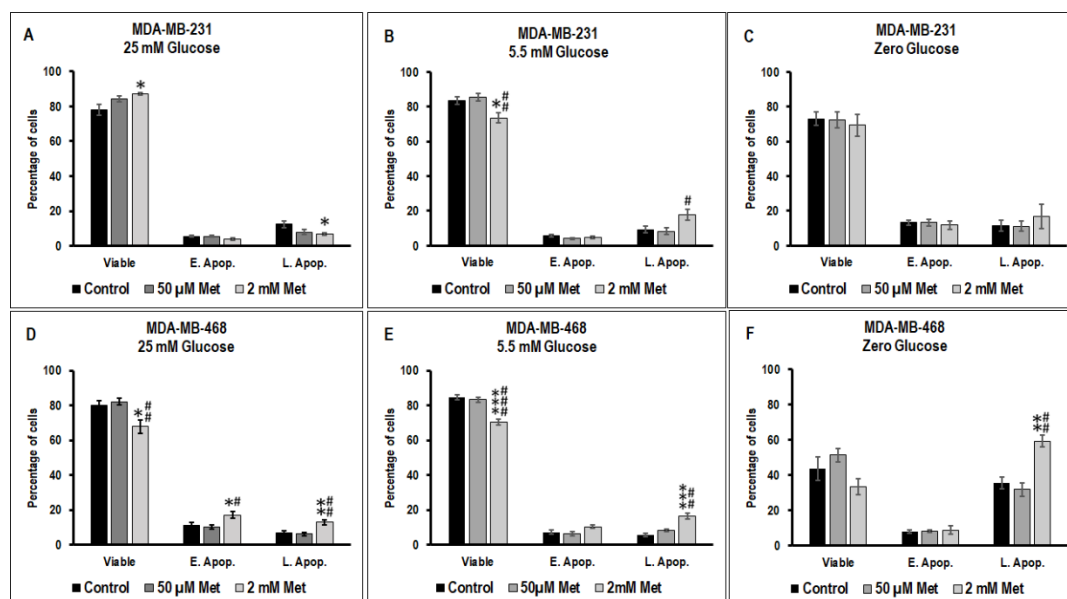 A
MDA-MB-231
25 mM Glucose
Percentage of cells
100
80
60
40
20
0
*
*
Viable E. Apop. L. Apop.
Control 50 µM Met 2 mM Met
B
MDA-MB-231
5.5 mM Glucose
Percentage of cells
100
80
60
40
20
0
*##
#
Viable E. Apop. L. Apop.
Control 50 µM Met 2 mM Met
C
MDA-MB-231
Zero Glucose
Percentage of cells
100
80
60
40
20
0
Viable E. Apop. L. Apop.
Control 50 µM Met 2 mM Met
D
MDA-MB-468
25 mM Glucose
Percentage of cells
100
80
60
40
20
0
*##
*#
**##
Viable E. Apop. L. Apop.
Control 50 µM Met 2 mM Met
E
MDA-MB-468
5.5 mM Glucose
Percentage of cells
100
80
60
40
20
0
***###
***##
Viable E. Apop. L. Apop.
Control 50µM Met 2mM Met
F
MDA-MB-468
Zero Glucose
Percentage of cells
100
80
60
40
20
0
**##
Viable E. Apop. L. Apop.
Control 50 µM Met 2 mM Met